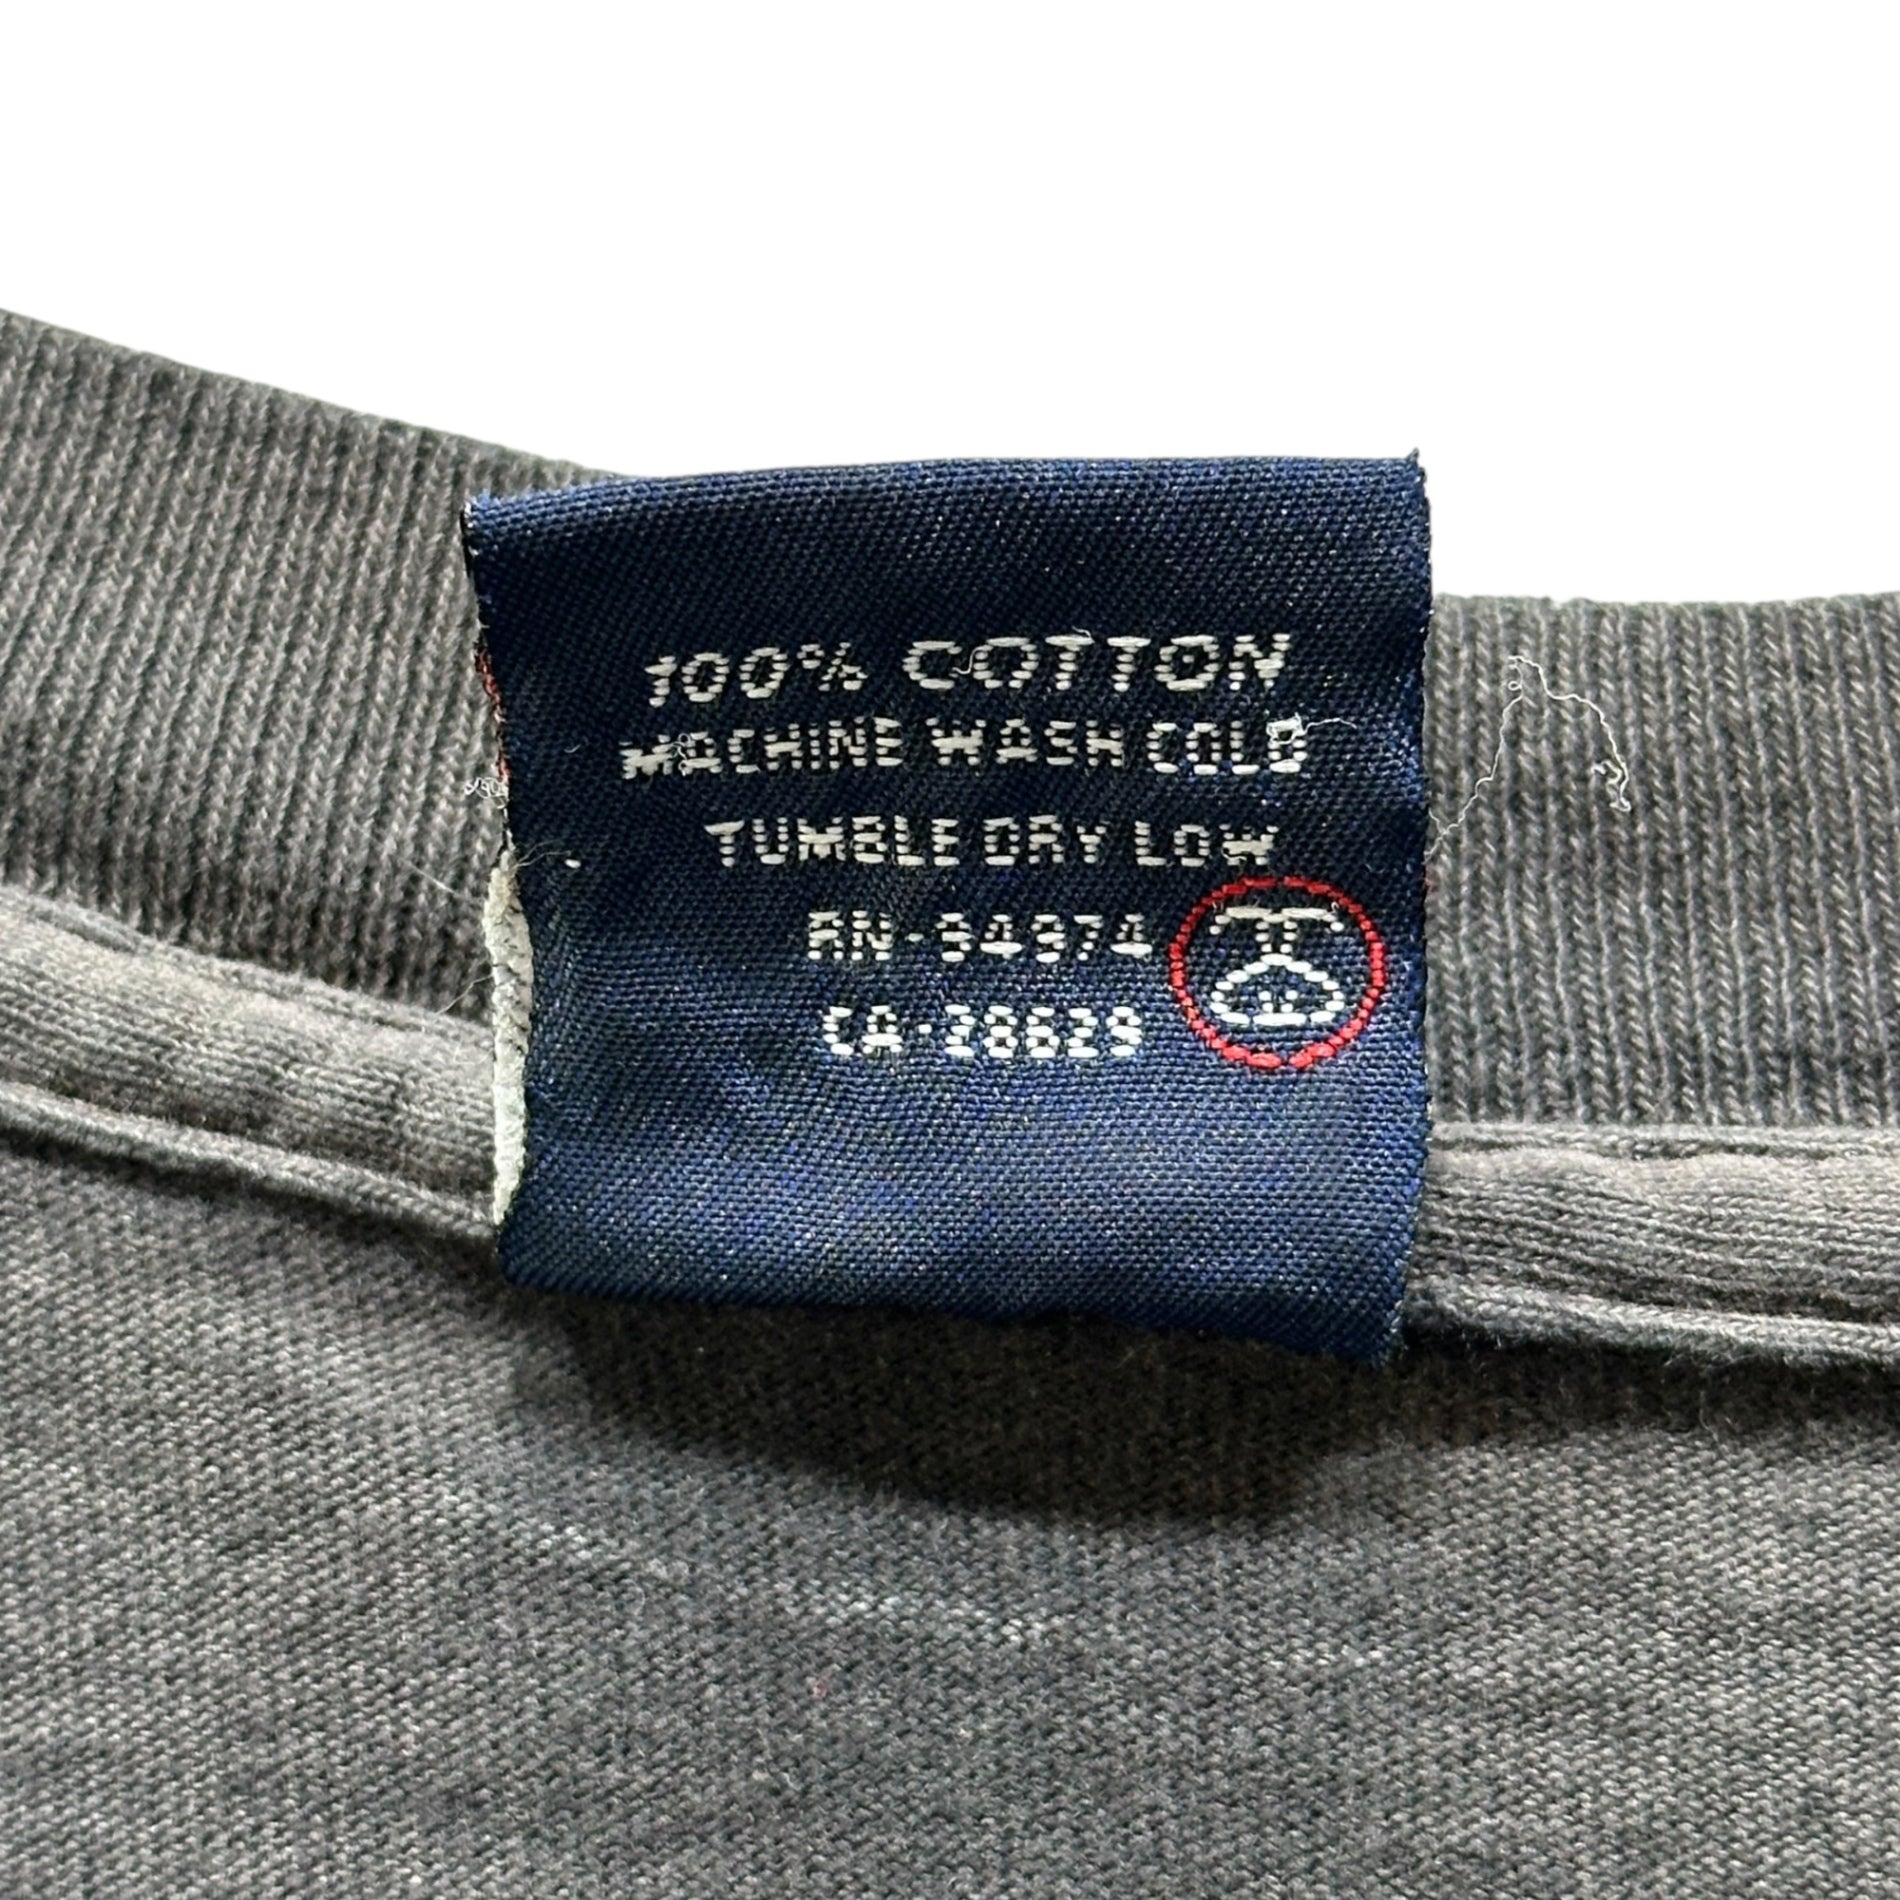 100% COTTON
MACHINE WASH COLD
TUMBLE DRY LOW
RN-94374
CA-28629